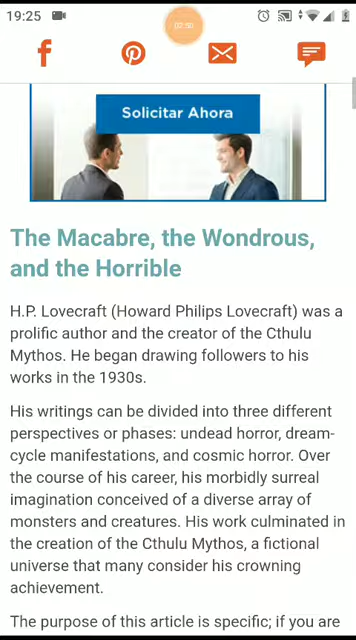 19:25
02:50
Solicitar Ahora
The Macabre, the Wondrous,
and the Horrible
H.P. Lovecraft (Howard Philips Lovecraft) was a
prolific author and the creator of the Cthulu
Mythos. He began drawing followers to his
works in the 1930s.
His writings can be divided into three different
perspectives or phases: undead horror, dream-
cycle manifestations, and cosmic horror. Over
the course of his career, his morbidly surreal
imagination conceived of a diverse array of
monsters and creatures. His work culminated in
the creation of the Cthulu Mythos, a fictional
universe that many consider his crowning
achievement.
The purpose of this article is specific; if you are